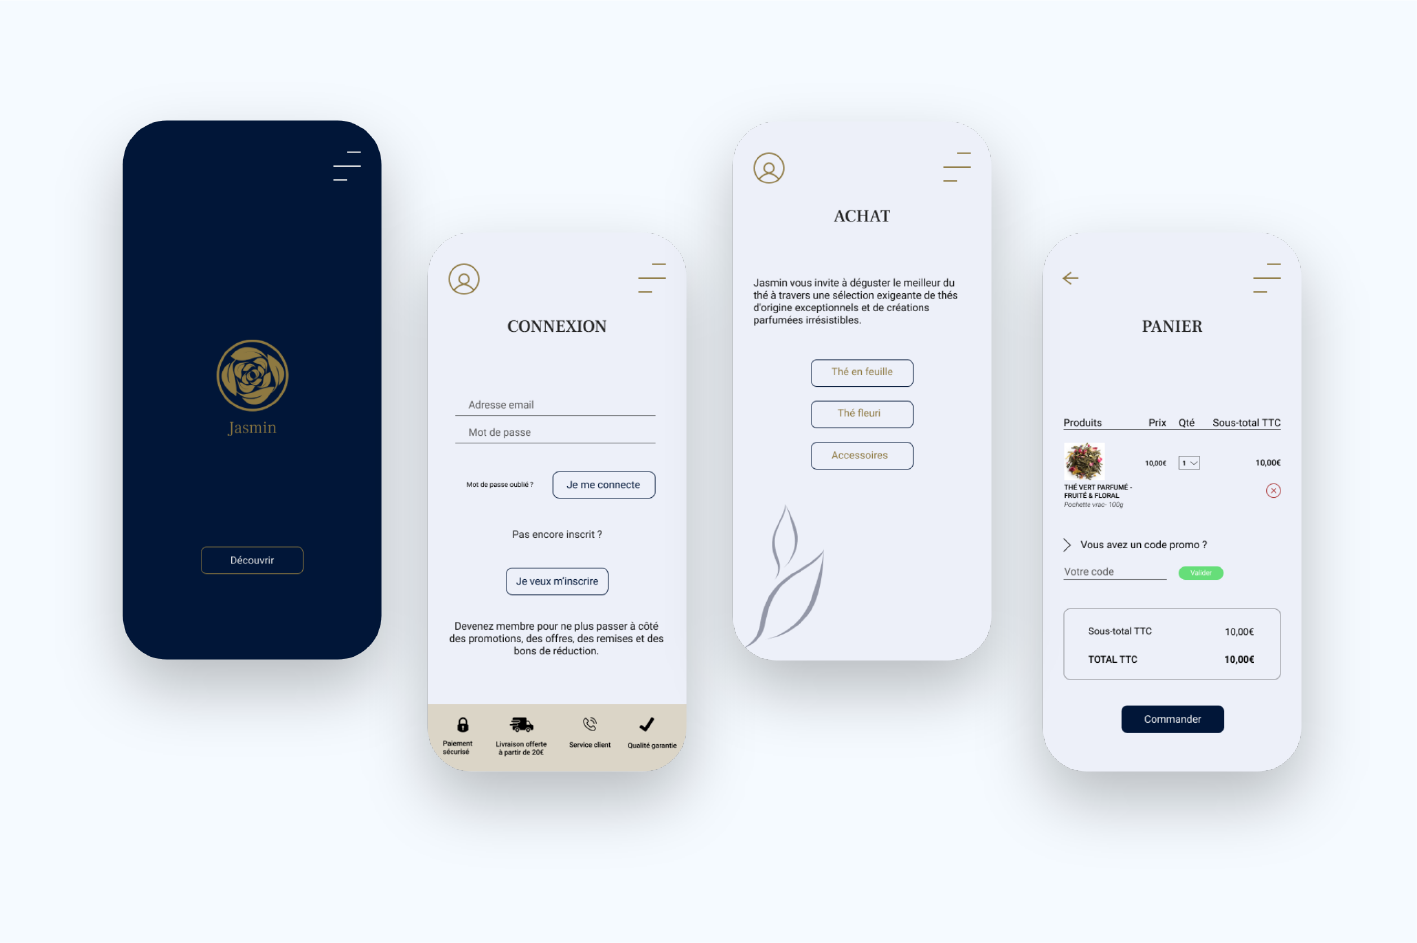 Jasmin
Découvrir
CONNEXION
Adresse email
Mot de passe
Mot de passe oublié ?
Je me connecte
Pas encore inscrit ?
Je veux m'inscrire
Devenez membre pour ne plus passer à côté
des promotions, des offres, des remises et des
bons de réduction.
Paiement
sécurisé
Livraison offerte
à partir de 20€
Service client
Qualité garantie
ACHAT
Jasmin vous invite à déguster le meilleur du
thé à travers une sélection exigeante de thés
d'origine exceptionnels et de créations
parfumées irrésistibles.
Thé en feuille
Thé fleuri
Accessoires
PANIER
Produits Prix Qté Sous-total TTC
10,00€ 1 10,00€
THÉ VERT PARFUMÉ -
FRUITÉ & FLORAL
Pochette vrac- 100g
Vous avez un code promo ?
Votre code Valider
Sous-total TTC 10,00€
TOTAL TTC 10,00€
Commander